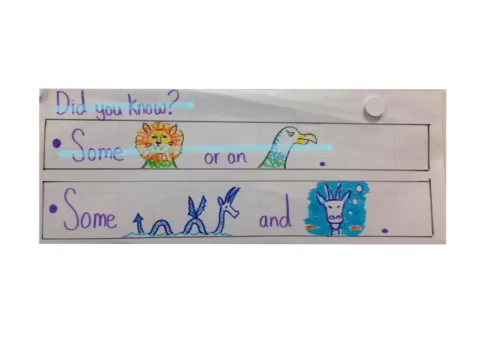 Did you know?
• Some or an .
• Some and .